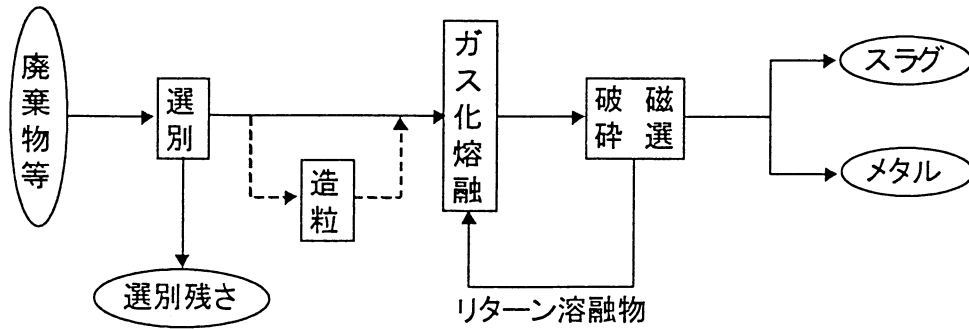 廃棄物等
選別
選別残さ
造粒
ガス化熔融
破砕
磁選
リターン溶融物
スラグ
メタル